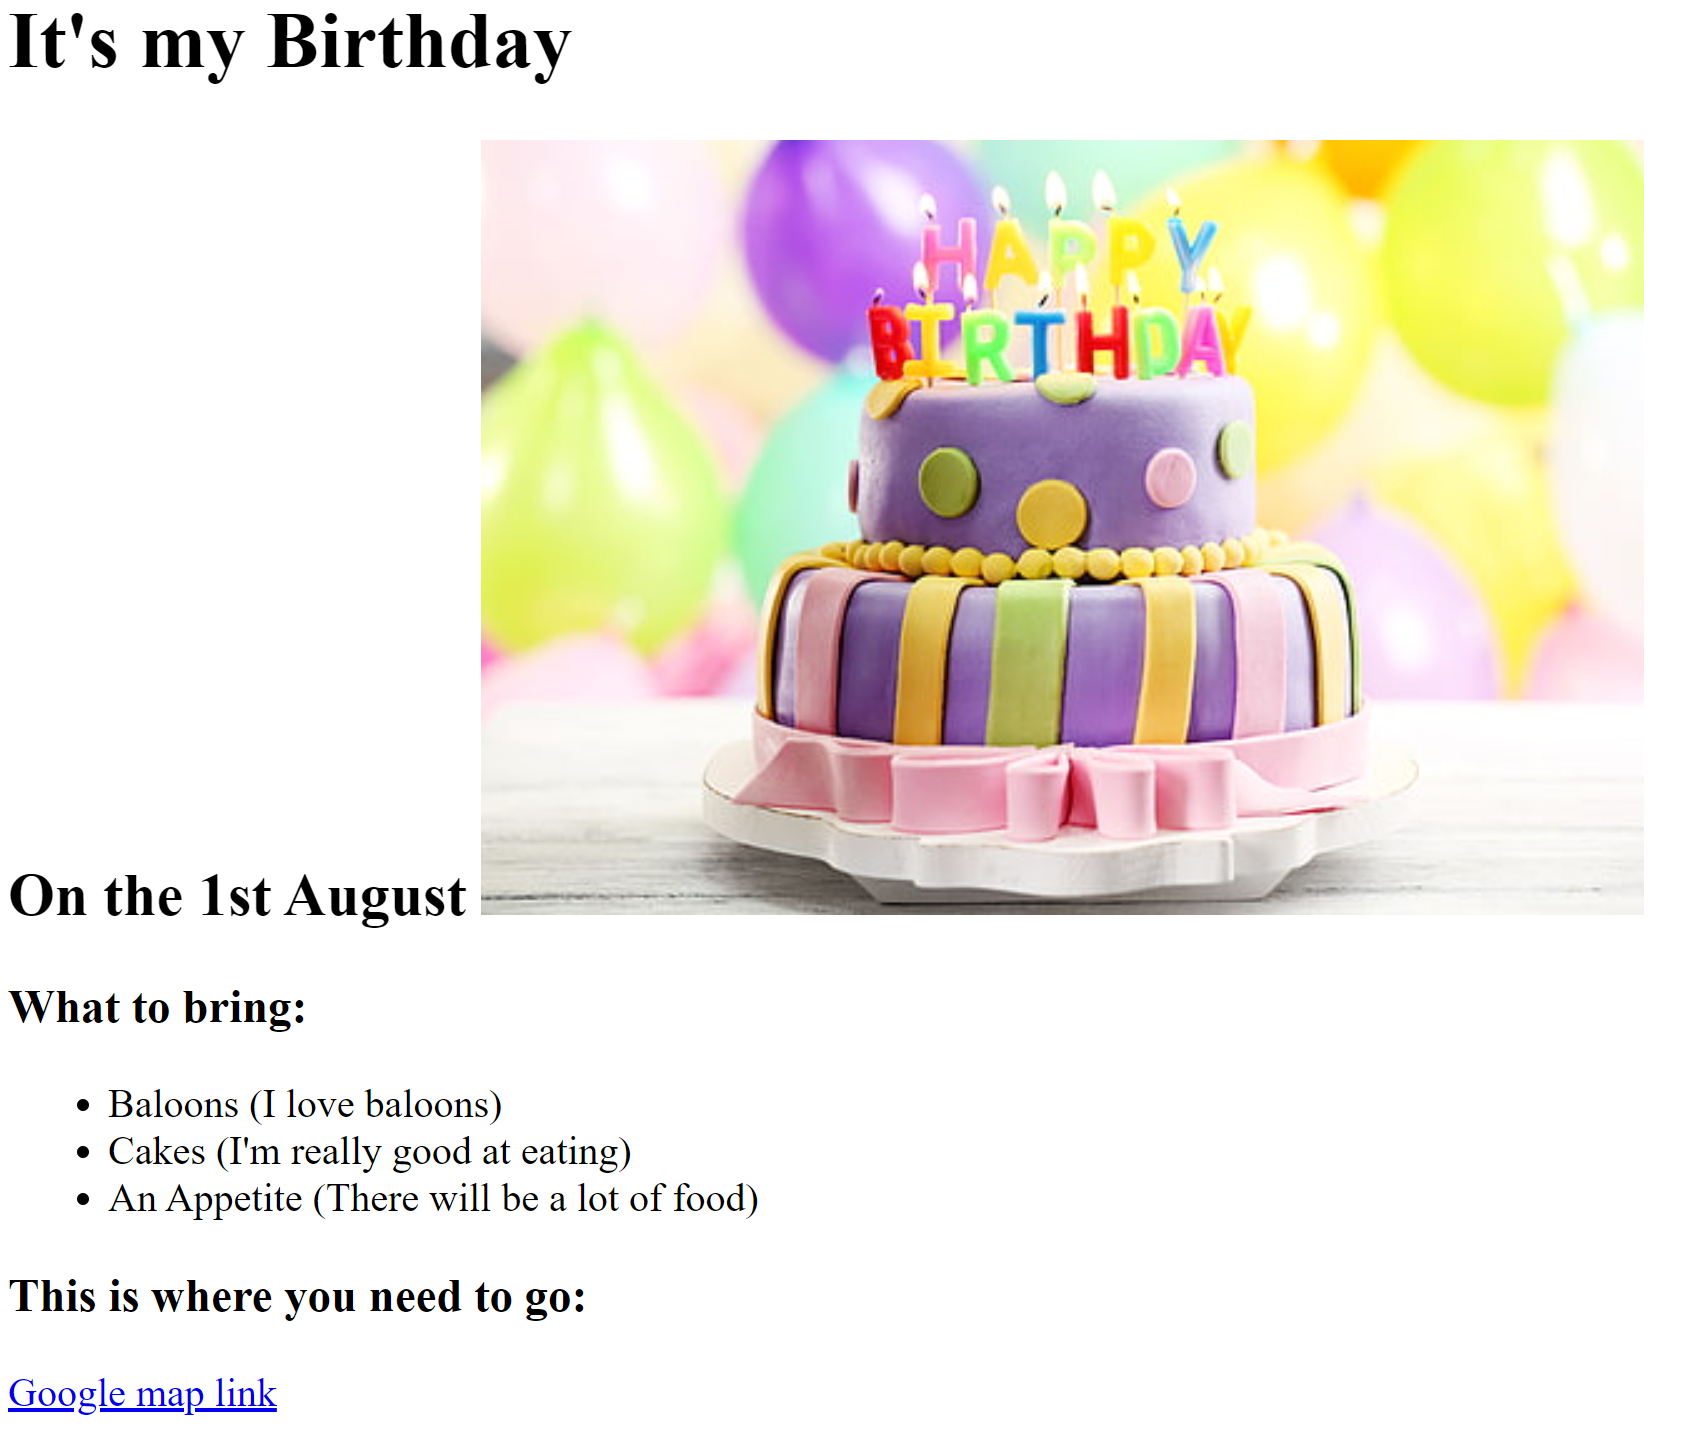 It's my Birthday
HAPPY
BIRTHDAY
On the 1st August
What to bring:
Baloons (I love baloons)
Cakes (I'm really good at eating)
An Appetite (There will be a lot of food)
This is where you need to go:
Google map link